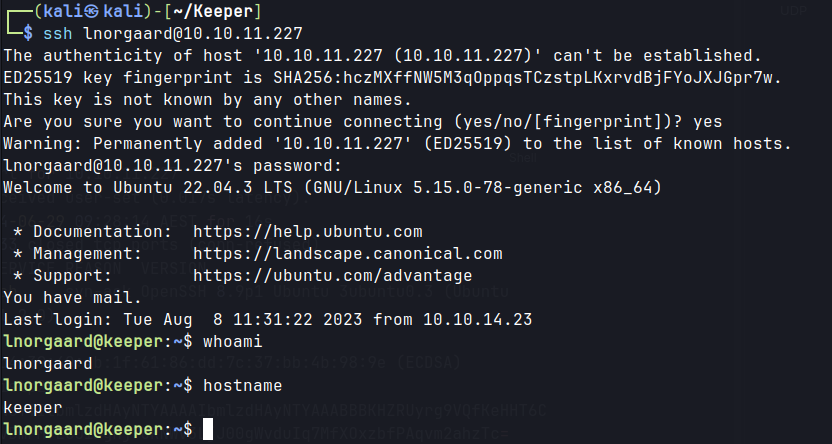 ┌──(kali㉿kali)-[~/Keeper]
└─$ ssh lnorgaard@10.10.11.227
The authenticity of host '10.10.11.227 (10.10.11.227)' can't be established.
ED25519 key fingerprint is SHA256:hczMXffNW5M3qOppqsTCzstpLKxrvdBjFYoJXJGpr7w.
This key is not known by any other names.
Are you sure you want to continue connecting (yes/no/[fingerprint])? yes
Warning: Permanently added '10.10.11.227' (ED25519) to the list of known hosts.
lnorgaard@10.10.11.227's password:
Welcome to Ubuntu 22.04.3 LTS (GNU/Linux 5.15.0-78-generic x86_64)
* Documentation:  https://help.ubuntu.com
* Management:     https://landscape.canonical.com
* Support:        https://ubuntu.com/advantage
You have mail.
Last login: Tue Aug  8 11:31:22 2023 from 10.10.14.23
lnorgaard@keeper:~$ whoami
lnorgaard
lnorgaard@keeper:~$ hostname
keeper
lnorgaard@keeper:~$